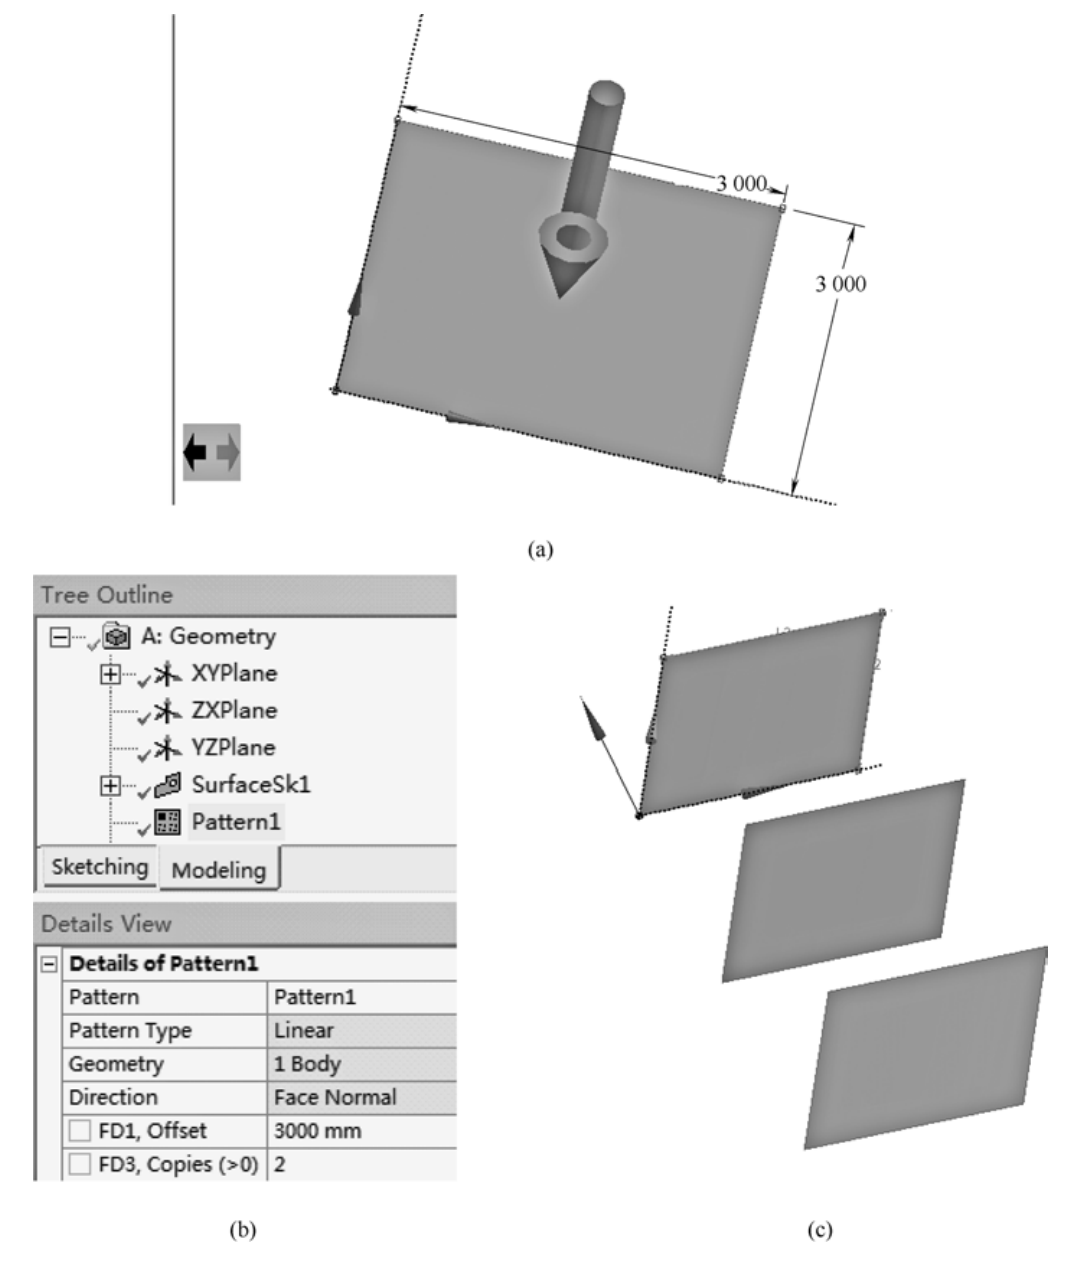 3 000
3 000
(a)
Tree Outline
A: Geometry
XYPlane
ZXPlane
YZPlane
SurfaceSk1
Pattern1
Sketching Modeling
Details View
Details of Pattern1
Pattern Pattern1
Pattern Type Linear
Geometry 1 Body
Direction Face Normal
FD1, Offset 3000 mm
FD3, Copies (>0) 2
2
(b) (c)